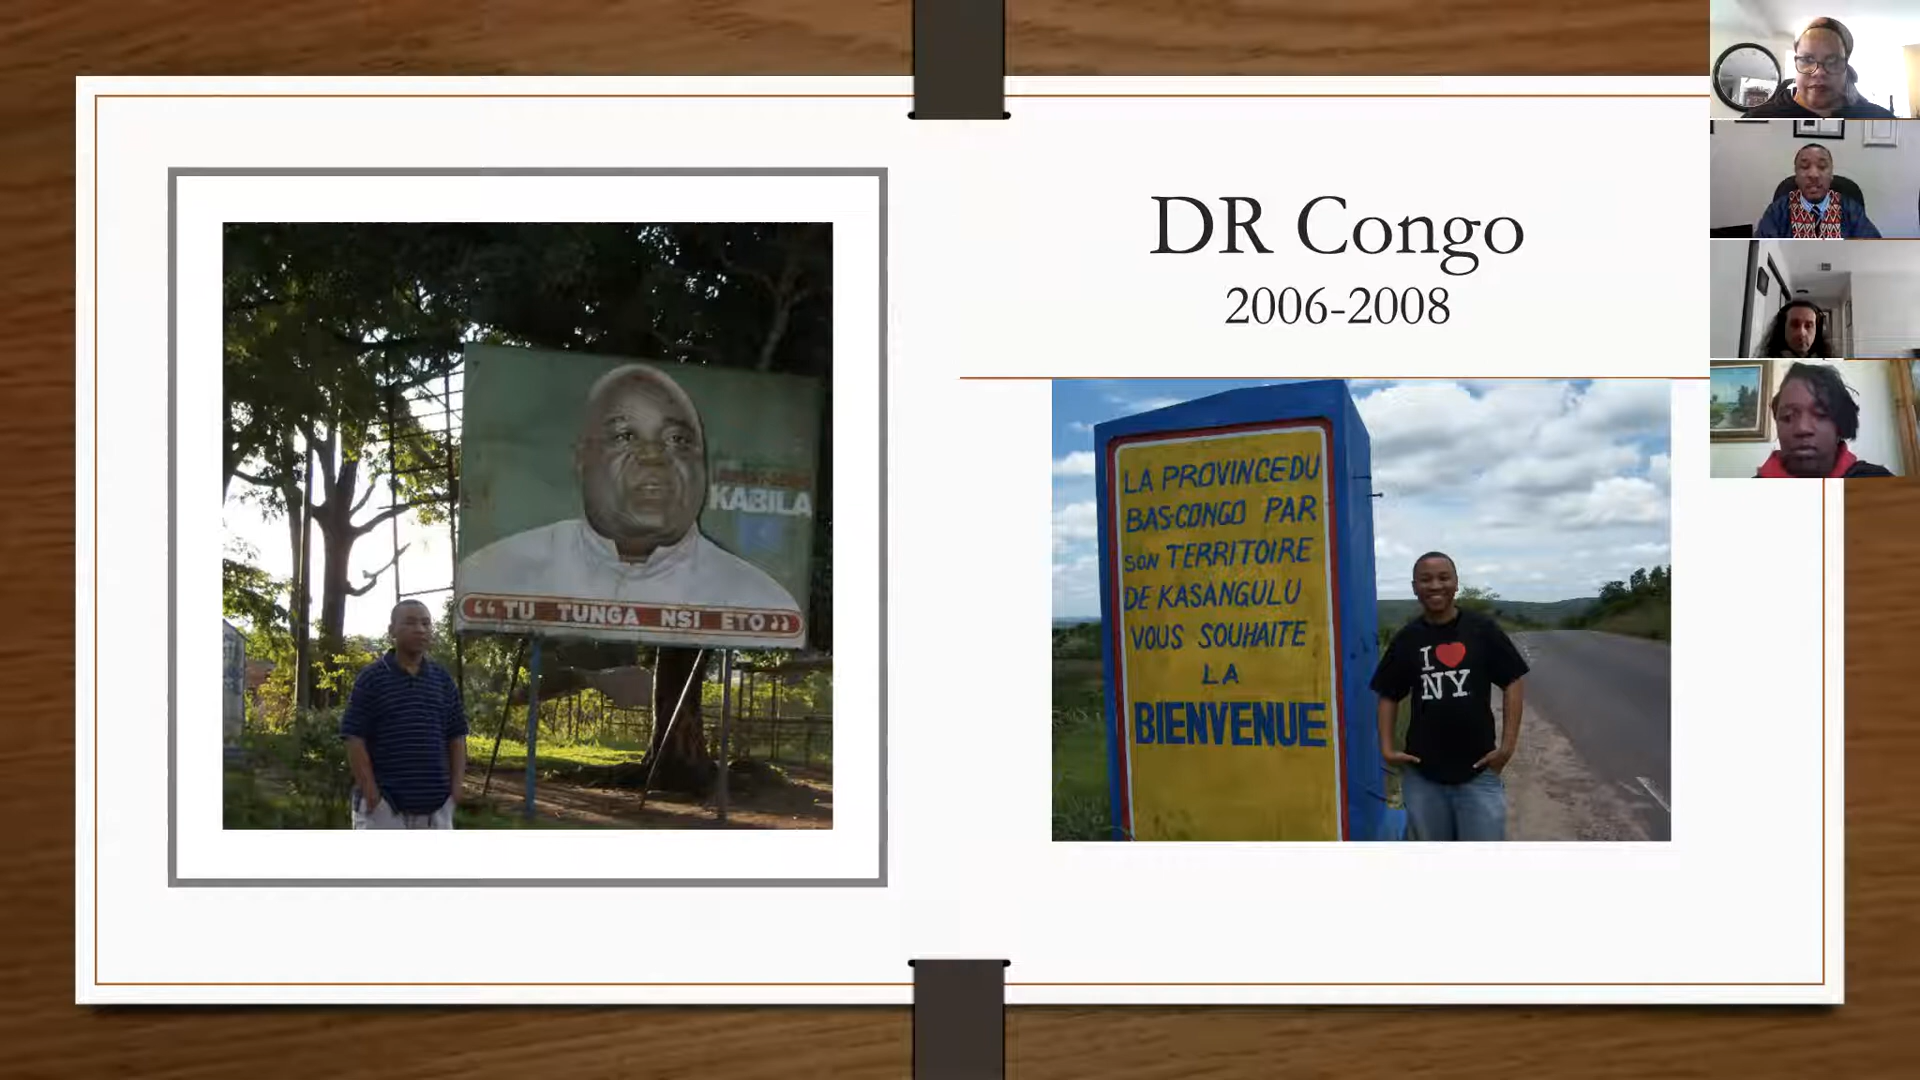 DR Congo
2006-2008
KABILA
“TU TUNGA NSI ETO”
LA PROVINCE DU
BAS-CONGO PAR
SON TERRITOIRE
DE KASANGULU
VOUS SOUHAITE
LA
BIENVENUE
I ♥
NY